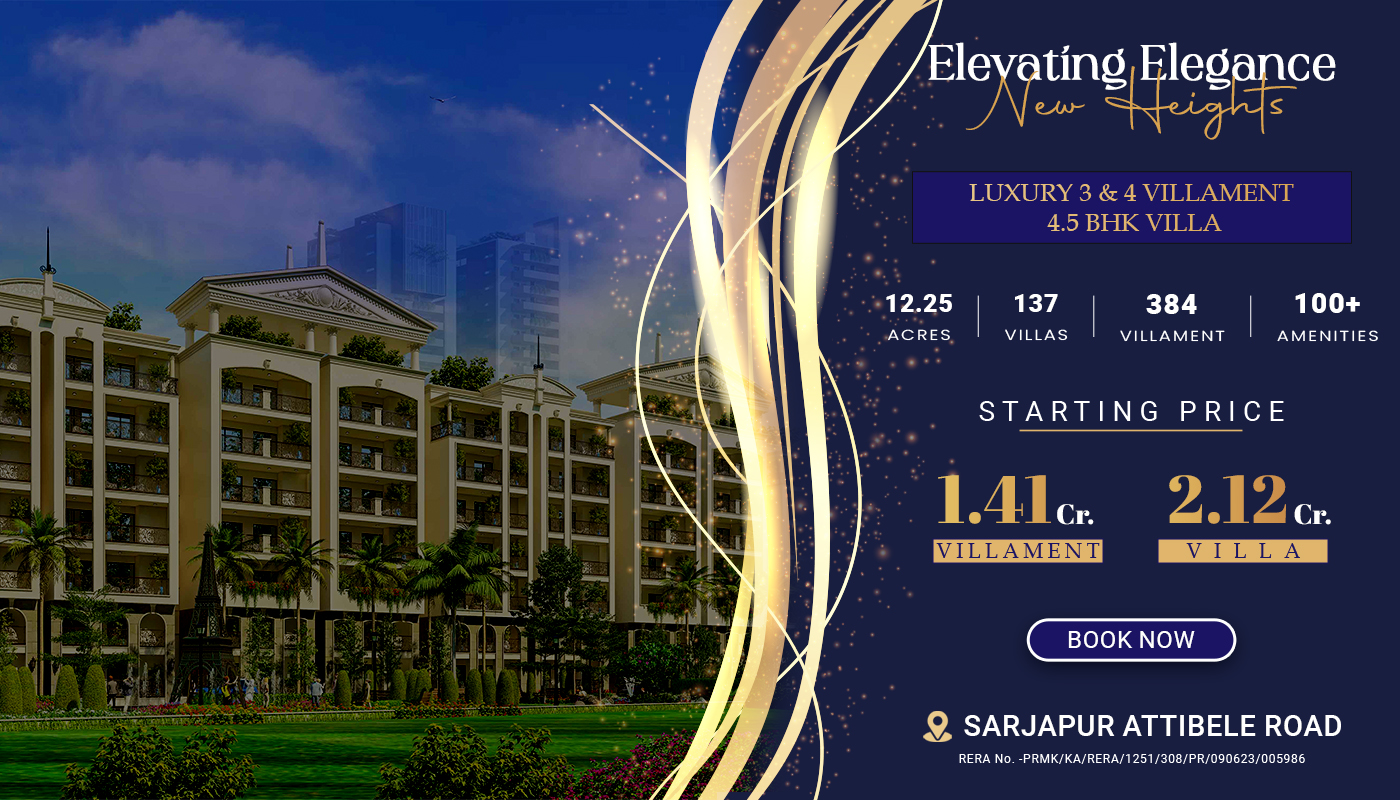 Elevating Elegance
New Heights
LUXURY 3 & 4 VILLAMENT
4.5 BHK VILLA
12.25 137 384 100+
ACRES VILLAS VILLAMENT AMENITIES
STARTING PRICE
1.41 Cr. 2.12 Cr.
VILLAMENT VILLA
BOOK NOW
SARJAPUR ATTIBELE ROAD
RERA No. -PRMK/KA/RERA/1251/308/PR/090623/005986